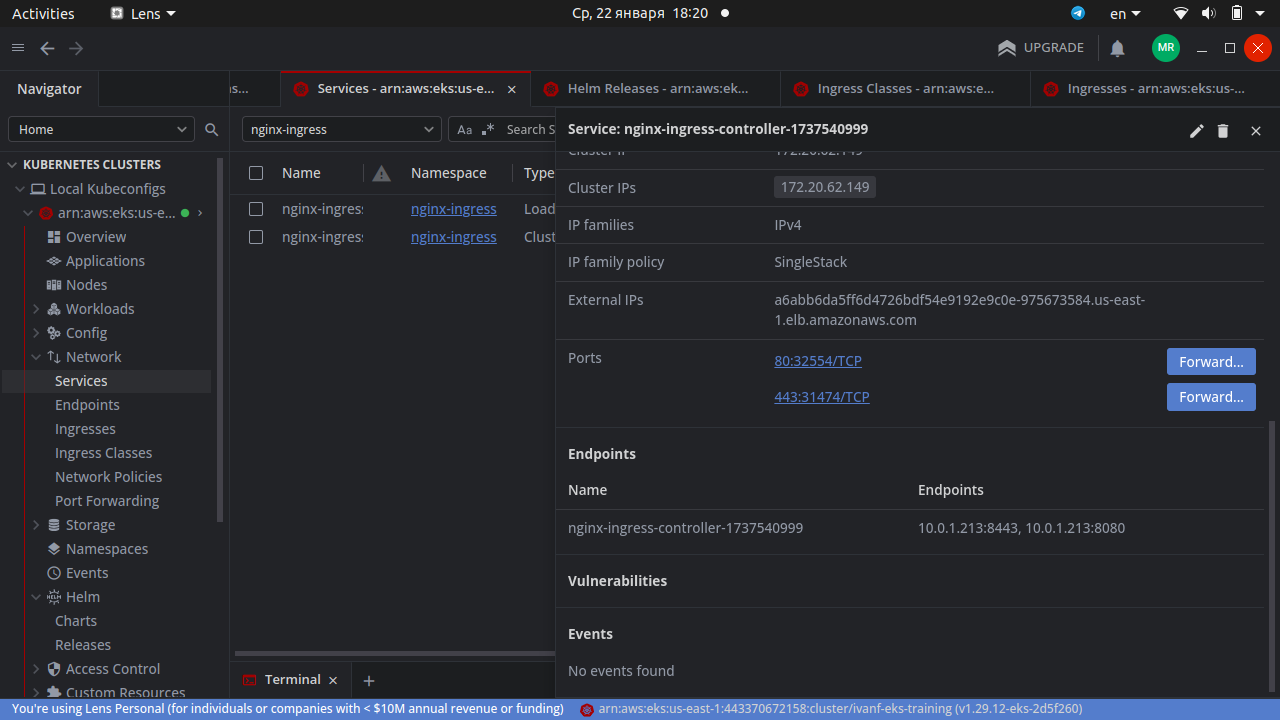 Activities
Lens
Ср, 22 января 18:20
en
UPGRADE
MR
Navigator
s...
Services - arn:aws:eks:us-e...
Helm Releases - arn:aws:ek...
Ingress Classes - arn:aws:e...
Ingresses - arn:aws:eks:us-...
Home
nginx-ingress
Aa
.*
Search S
KUBERNETES CLUSTERS
Local Kubeconfigs
arn:aws:eks:us-e...
Overview
Applications
Nodes
Workloads
Config
Network
Services
Endpoints
Ingresses
Ingress Classes
Network Policies
Port Forwarding
Storage
Namespaces
Events
Helm
Charts
Releases
Access Control
Custom Resources
Name
Namespace
Type
nginx-ingres
nginx-ingress
Load
nginx-ingres
nginx-ingress
Clust
Terminal
Service: nginx-ingress-controller-1737540999
Cluster IP
172.20.62.149
Cluster IPs
172.20.62.149
IP families
IPv4
IP family policy
SingleStack
External IPs
a6abb6da5ff6d4726bdf54e9192e9c0e-975673584.us-east-
1.elb.amazonaws.com
Ports
80:32554/TCP
Forward...
443:31474/TCP
Forward...
Endpoints
Name
Endpoints
nginx-ingress-controller-1737540999
10.0.1.213:8443, 10.0.1.213:8080
Vulnerabilities
Events
No events found
You're using Lens Personal (for individuals or companies with < $10M annual revenue or funding)
arn:aws:eks:us-east-1:443370672158:cluster/ivanf-eks-training (v1.29.12-eks-2d5f260)